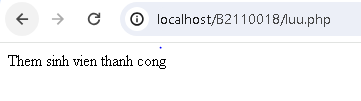 localhost/B2110018/luu.php
Them sinh vien thanh cong